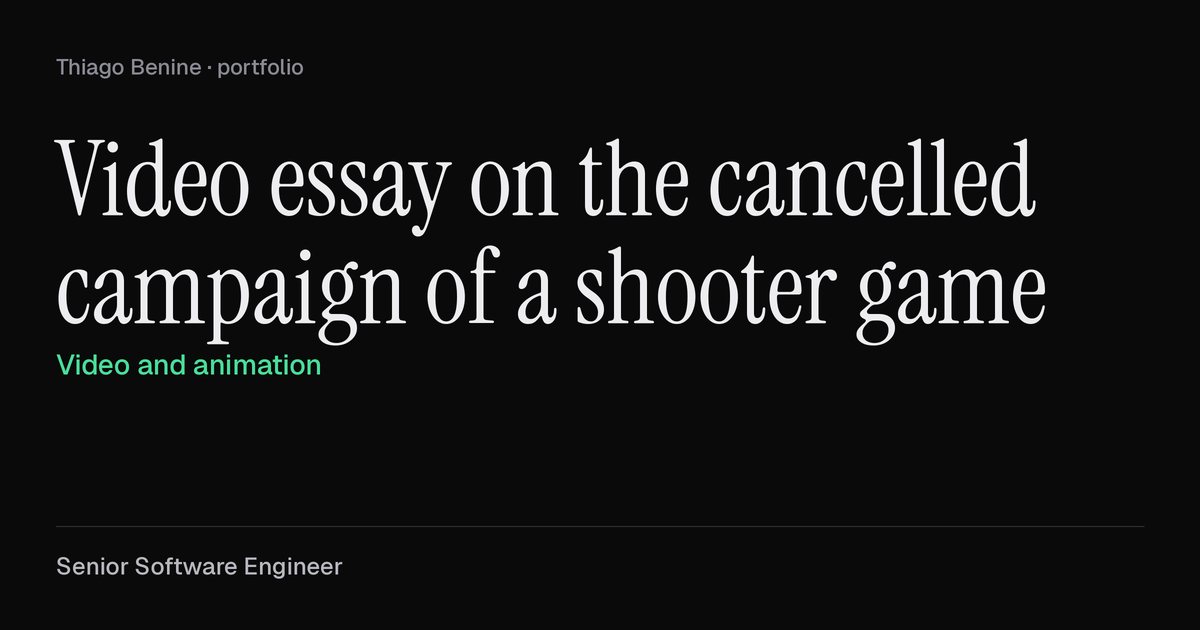 Thiago Benine · portfolio
Video essay on the cancelled
campaign of a shooter game
Video and animation
Senior Software Engineer